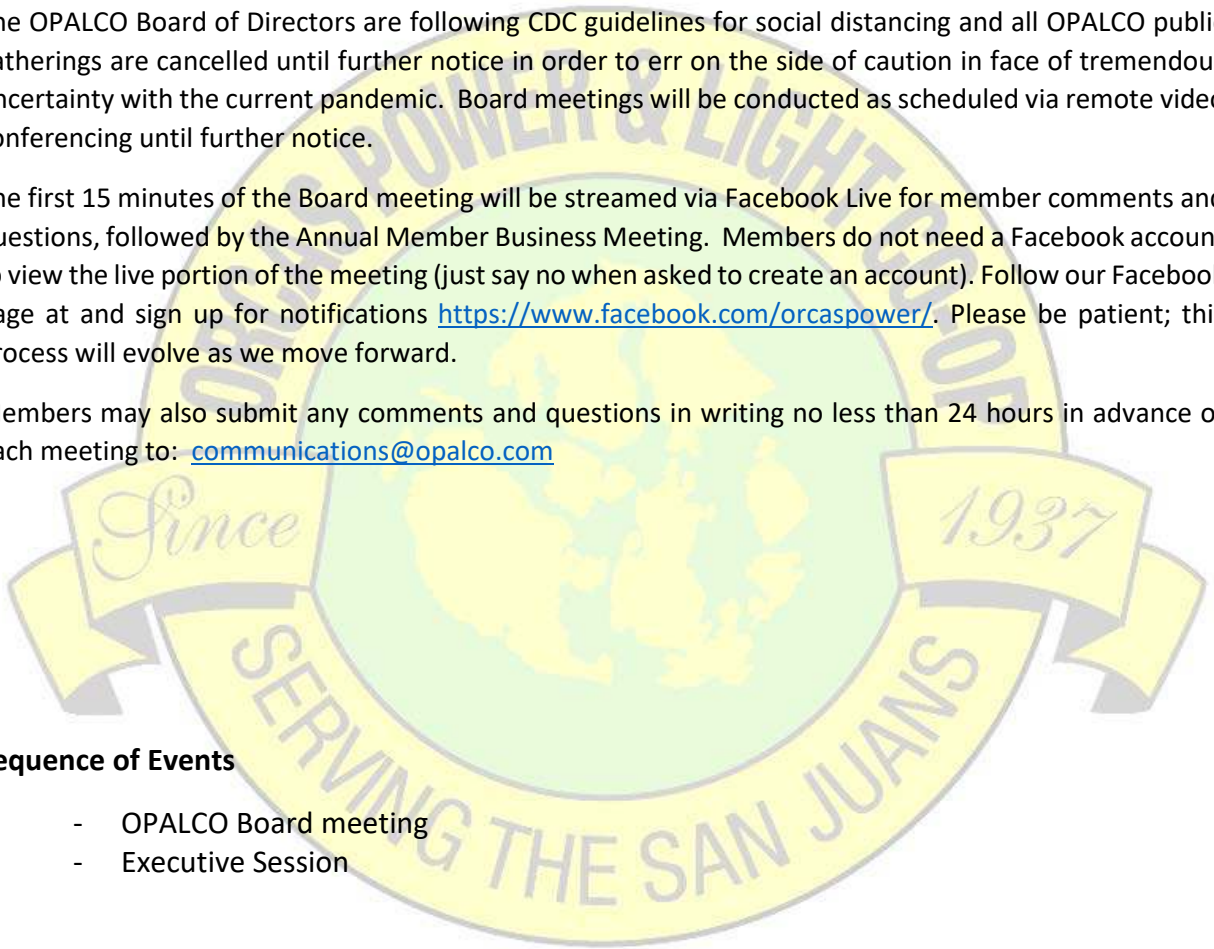 he OPALCO Board of Directors are following CDC guidelines for social distancing and all OPALCO publi
atherings are cancelled until further notice in order to err on the side of caution in face of tremendou
ncertainty with the current pandemic. Board meetings will be conducted as scheduled via remote video
onferencing until further notice.
he first 15 minutes of the Board meeting will be streamed via Facebook Live for member comments and
uestions, followed by the Annual Member Business Meeting. Members do not need a Facebook accoun
o view the live portion of the meeting (just say no when asked to create an account). Follow our Facebook
age at and sign up for notifications https://www.facebook.com/orcaspower/. Please be patient; thi
rocess will evolve as we move forward.
embers may also submit any comments and questions in writing no less than 24 hours in advance o
ach meeting to: communications@opalco.com
ORCAS POWER & LIGHT CO-OP
Since
1937
SERVING THE SAN JUANS
equence of Events
- OPALCO Board meeting
- Executive Session